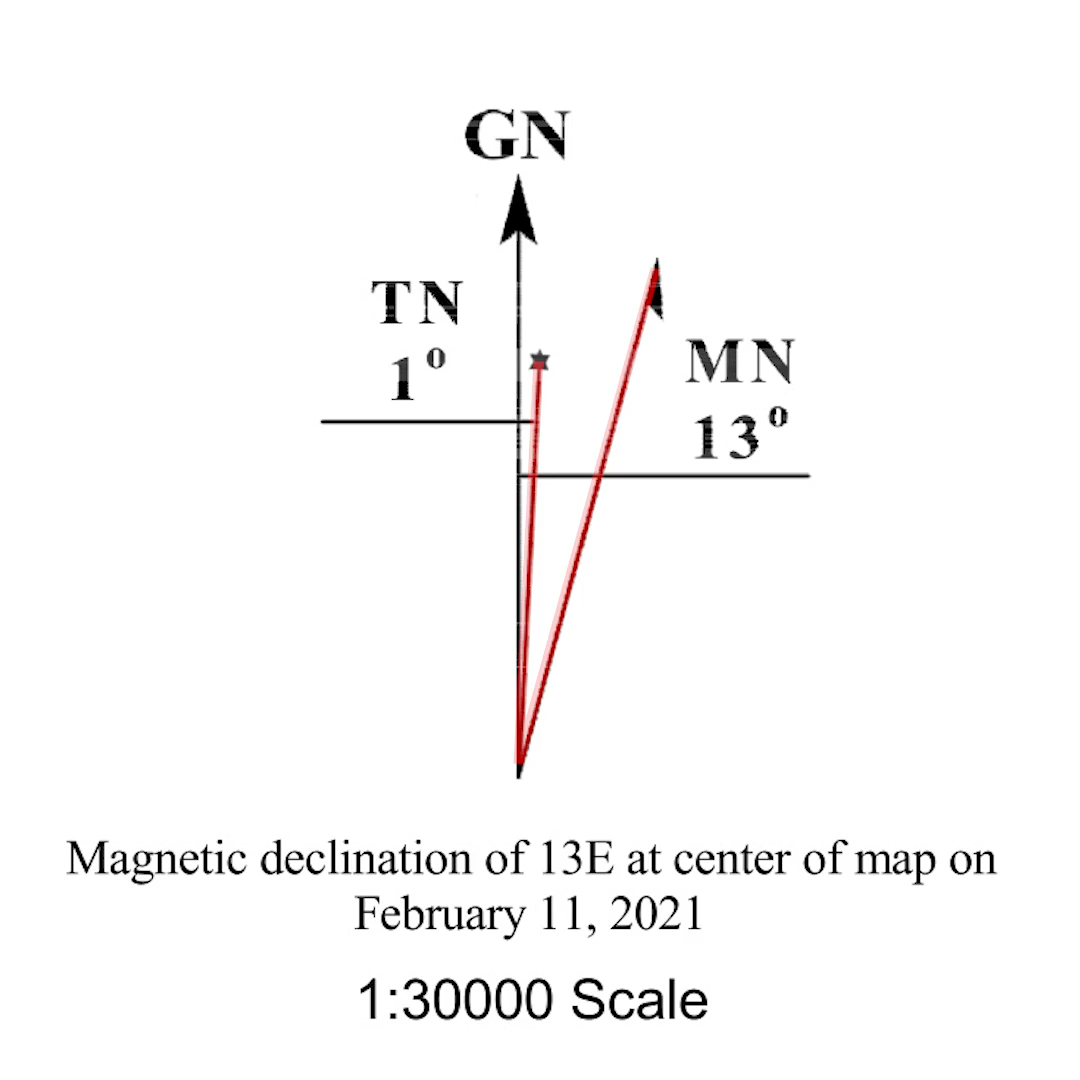 GN
TN
1°
MN
13°
Magnetic declination of 13E at center of map on
February 11, 2021
1:30000 Scale